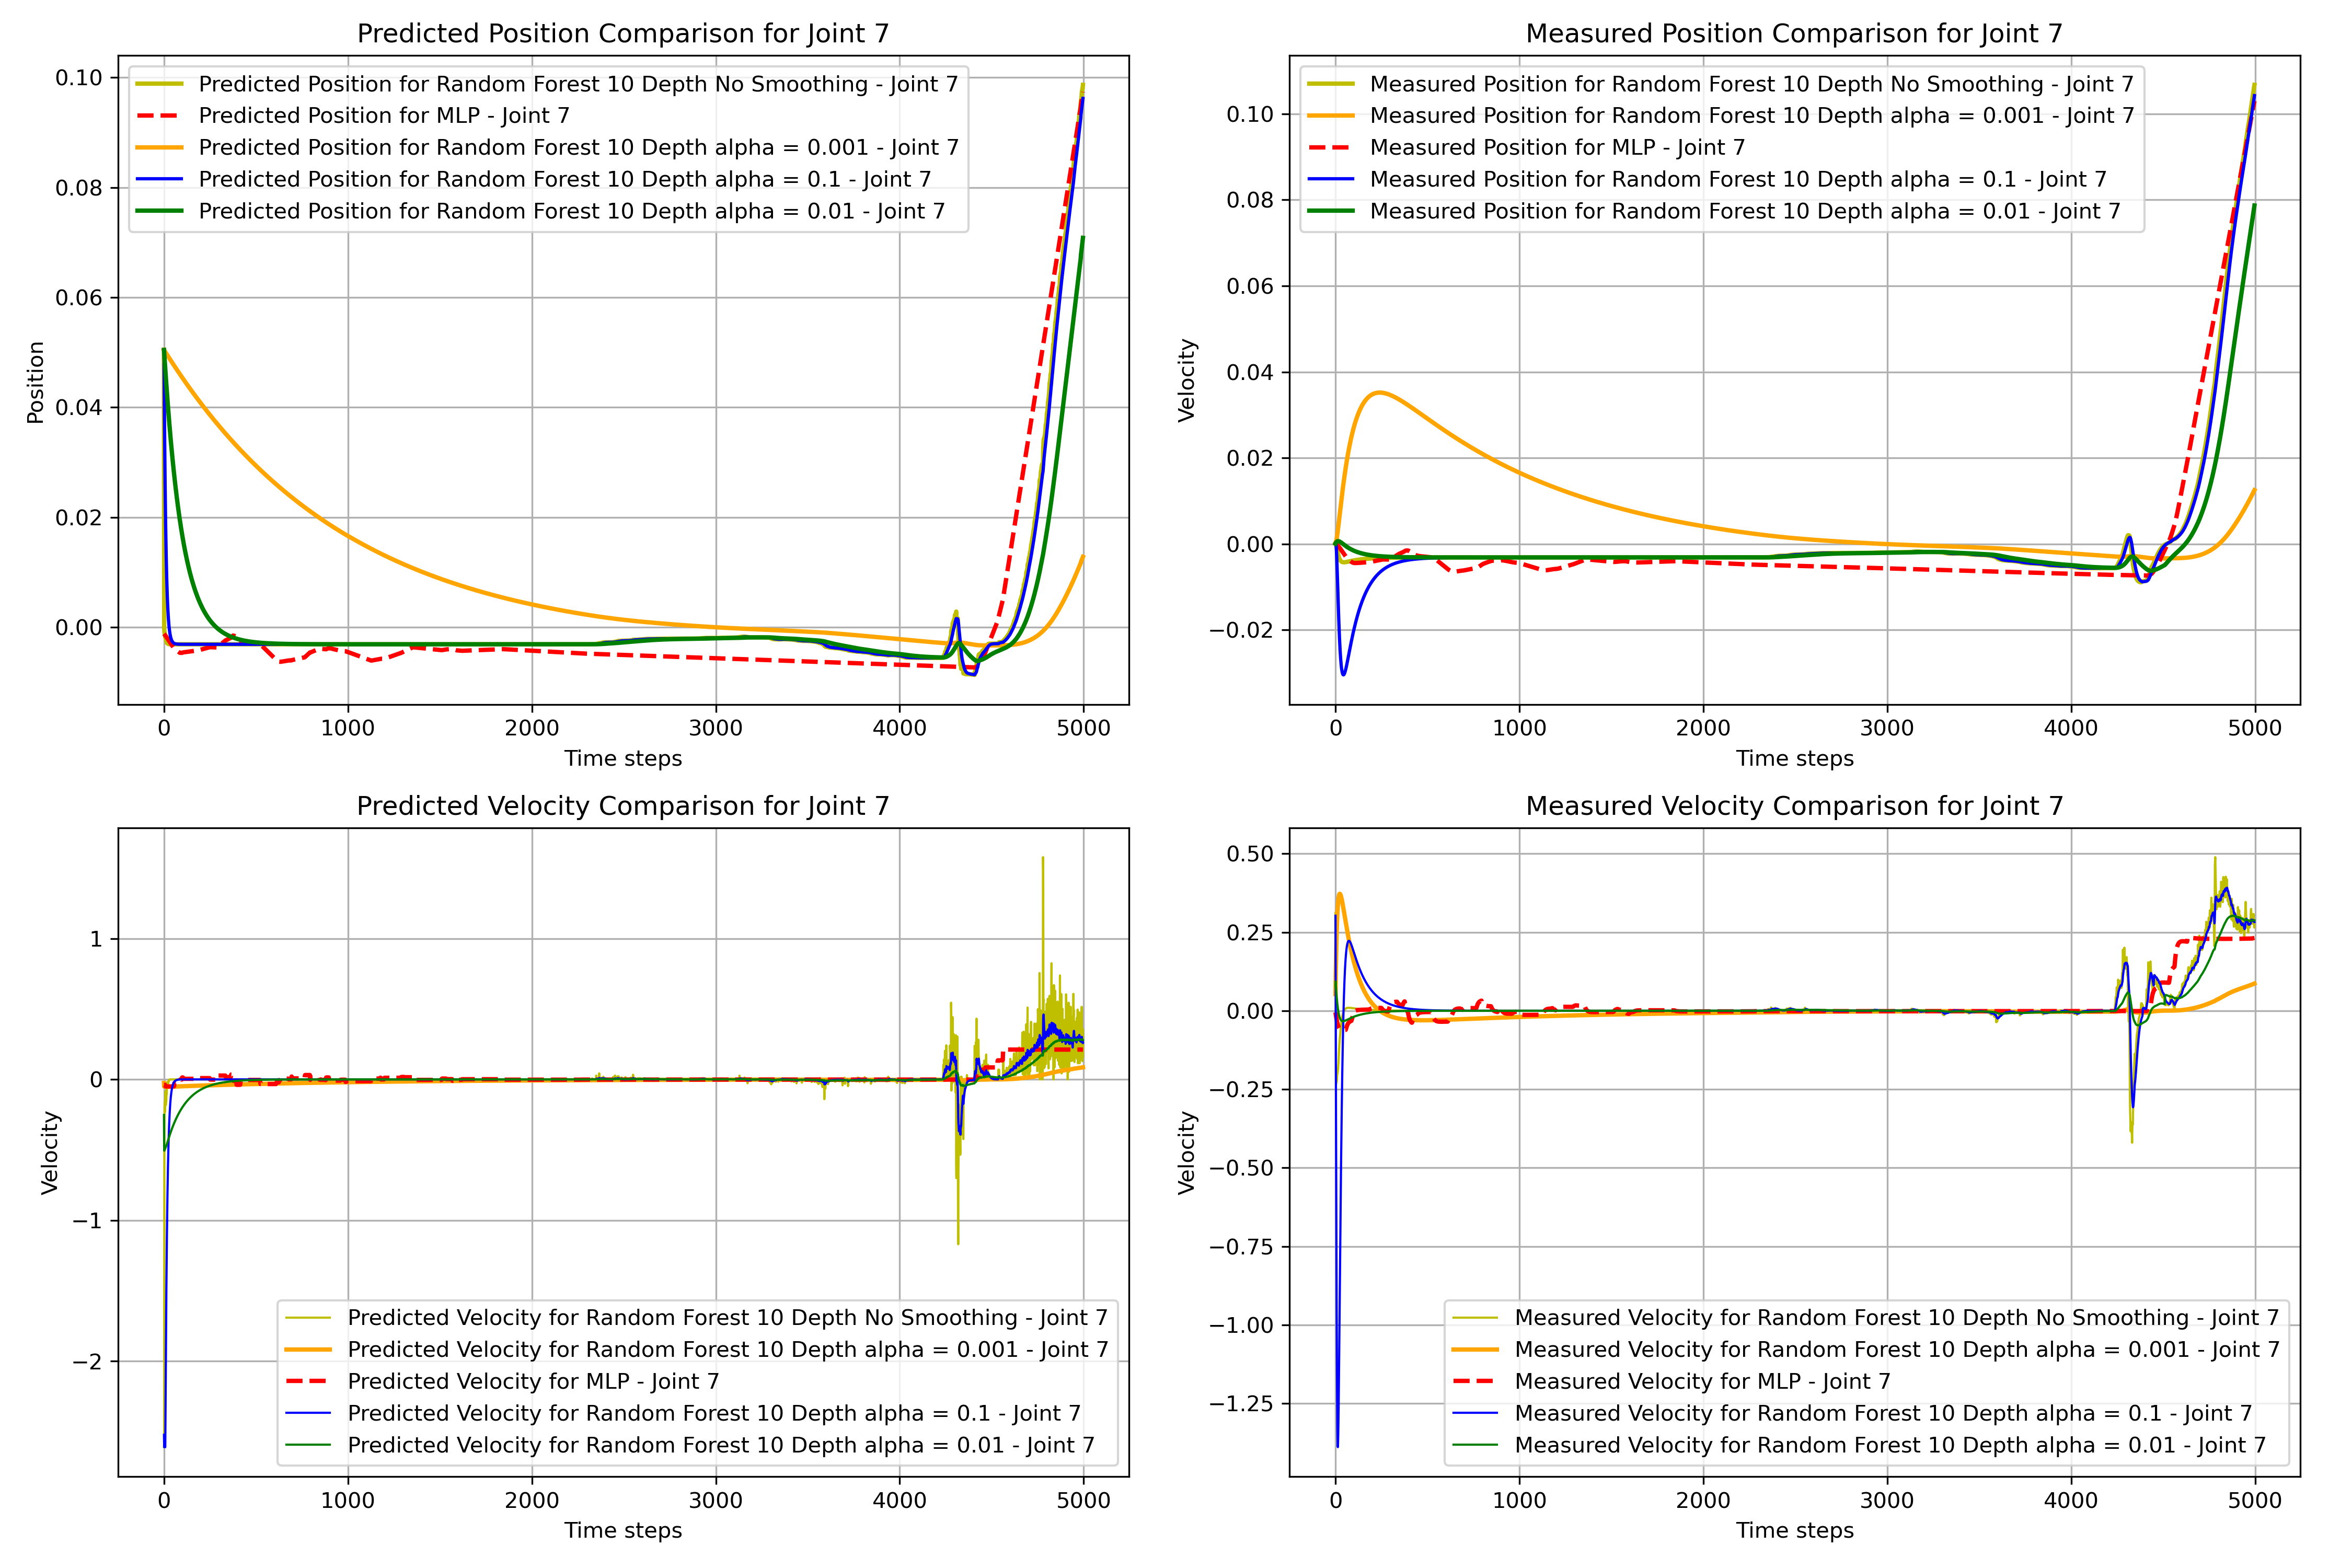 Predicted Position Comparison for Joint 7
0.10
0.08
0.06
0.04
0.02
0.00
Position
Predicted Position for Random Forest 10 Depth No Smoothing - Joint 7
Predicted Position for MLP - Joint 7
Predicted Position for Random Forest 10 Depth alpha = 0.001 - Joint 7
Predicted Position for Random Forest 10 Depth alpha = 0.1 - Joint 7
Predicted Position for Random Forest 10 Depth alpha = 0.01 - Joint 7
0 1000 2000 3000 4000 5000
Time steps
Measured Position Comparison for Joint 7
0.10
0.08
0.06
0.04
0.02
0.00
−0.02
Velocity
Measured Position for Random Forest 10 Depth No Smoothing - Joint 7
Measured Position for Random Forest 10 Depth alpha = 0.001 - Joint 7
Measured Position for MLP - Joint 7
Measured Position for Random Forest 10 Depth alpha = 0.1 - Joint 7
Measured Position for Random Forest 10 Depth alpha = 0.01 - Joint 7
0 1000 2000 3000 4000 5000
Time steps
Predicted Velocity Comparison for Joint 7
1
0
−1
−2
Velocity
Predicted Velocity for Random Forest 10 Depth No Smoothing - Joint 7
Predicted Velocity for Random Forest 10 Depth alpha = 0.001 - Joint 7
Predicted Velocity for MLP - Joint 7
Predicted Velocity for Random Forest 10 Depth alpha = 0.1 - Joint 7
Predicted Velocity for Random Forest 10 Depth alpha = 0.01 - Joint 7
0 1000 2000 3000 4000 5000
Time steps
Measured Velocity Comparison for Joint 7
0.50
0.25
0.00
−0.25
−0.50
−0.75
−1.00
−1.25
Velocity
Measured Velocity for Random Forest 10 Depth No Smoothing - Joint 7
Measured Velocity for Random Forest 10 Depth alpha = 0.001 - Joint 7
Measured Velocity for MLP - Joint 7
Measured Velocity for Random Forest 10 Depth alpha = 0.1 - Joint 7
Measured Velocity for Random Forest 10 Depth alpha = 0.01 - Joint 7
0 1000 2000 3000 4000 5000
Time steps